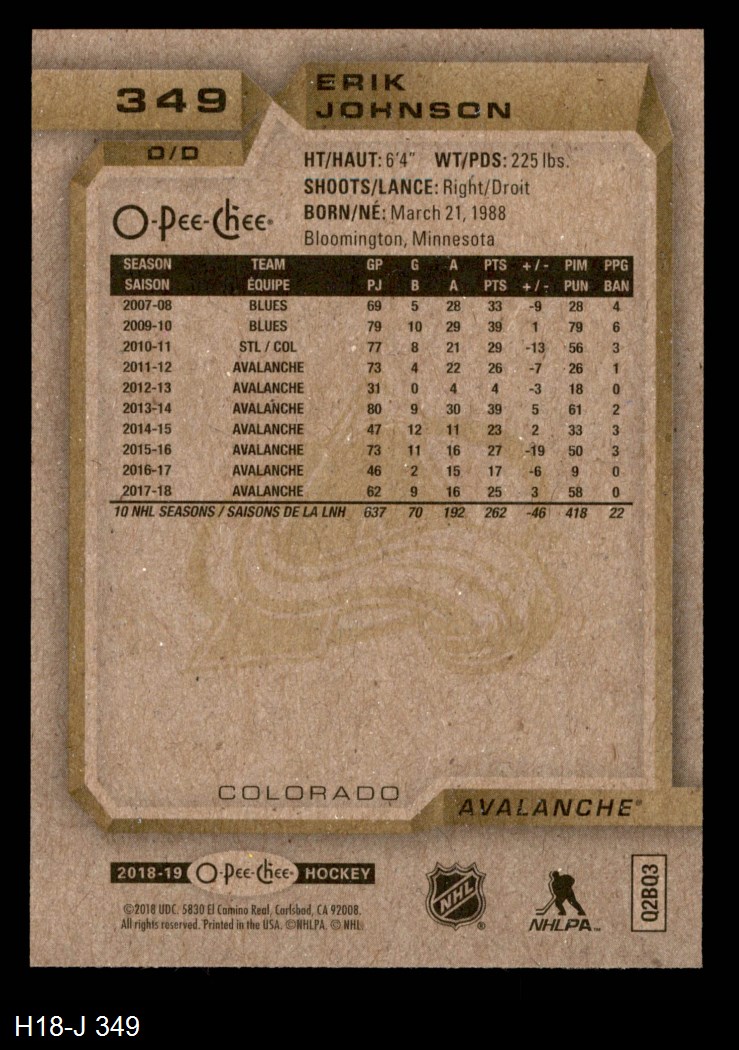 349
ERIK
JOHNSON
D/D
HT/HAUT: 6'4" WT/PDS: 225 lbs.
SHOOTS/LANCE: Right/Droit
BORN/NÉ: March 21, 1988
Bloomington, Minnesota
O-Pee-Chee®
SEASON TEAM GP G A PTS +/- PIM PPG
SAISON ÉQUIPE PJ B A PTS +/- PUN BAN
2007-08 BLUES 69 5 28 33 -9 28 4
2009-10 BLUES 79 10 29 39 1 79 6
2010-11 STL / COL 77 8 21 29 -13 56 3
2011-12 AVALANCHE 73 4 22 26 -7 26 1
2012-13 AVALANCHE 31 0 4 4 -3 18 0
2013-14 AVALANCHE 80 9 30 39 5 61 2
2014-15 AVALANCHE 47 12 11 23 2 33 3
2015-16 AVALANCHE 73 11 16 27 -19 50 3
2016-17 AVALANCHE 46 2 15 17 -6 9 0
2017-18 AVALANCHE 62 9 16 25 3 58 0
10 NHL SEASONS / SAISONS DE LA LNH 637 70 192 262 -46 418 22
COLORADO
AVALANCHE®
2018-19 O-Pee-Chee® HOCKEY
©2018 UDC. 5830 El Camino Real, Carlsbad, CA 92008.
All rights reserved. Printed in the USA. ©NHLPA. © NHL
NHL®
NHLPA™
Q2BQ3
H18-J 349